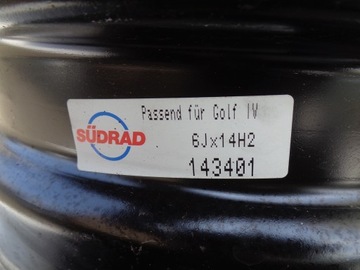 Passend für Golf IV
SÜDRAD
6Jx14H2
143401